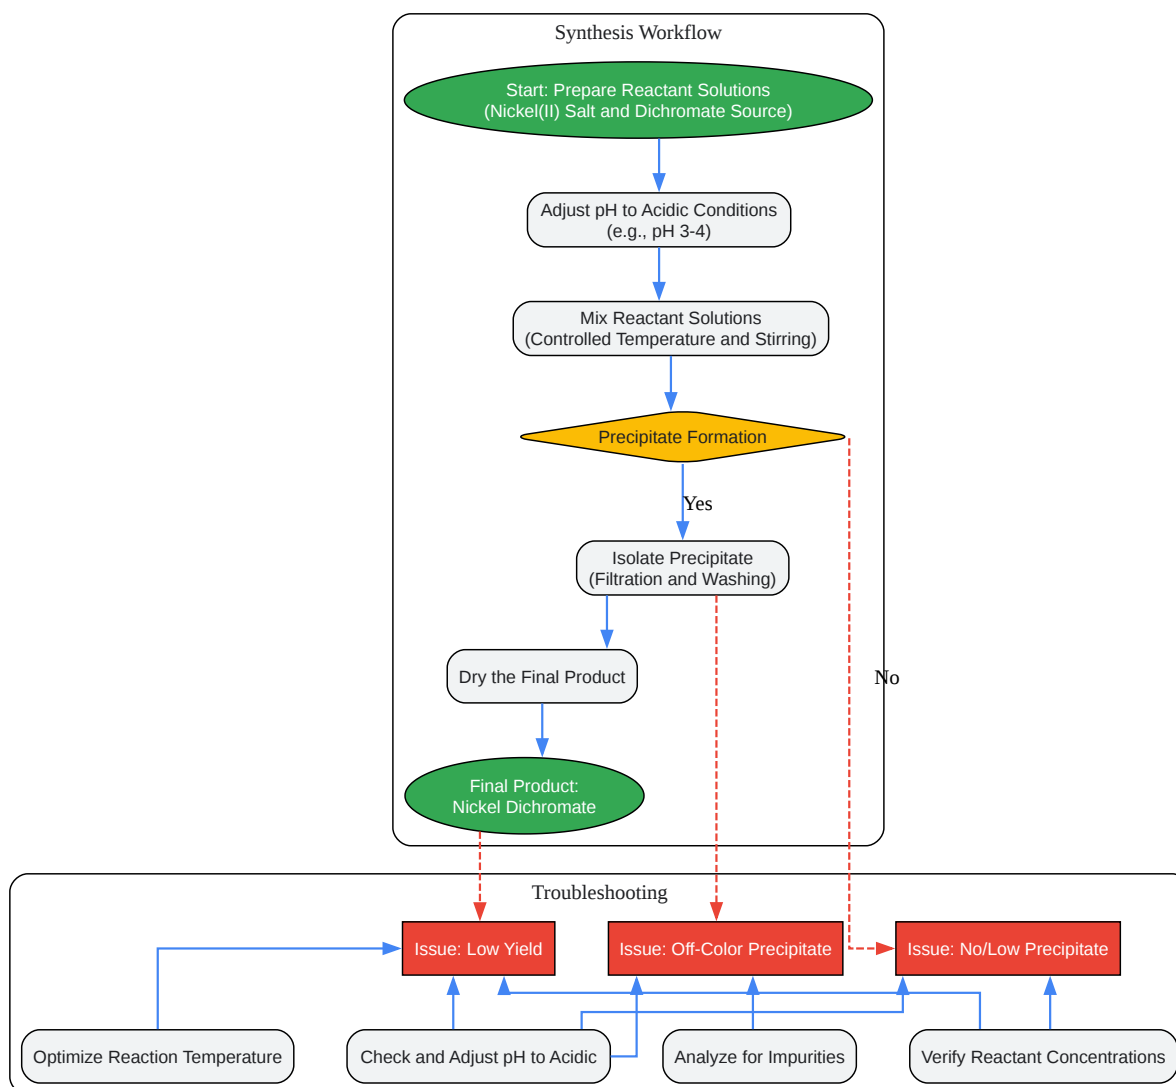 Synthesis Workflow
Start: Prepare Reactant Solutions
(Nickel(II) Salt and Dichromate Source)
Adjust pH to Acidic Conditions
(e.g., pH 3-4)
Mix Reactant Solutions
(Controlled Temperature and Stirring)
Precipitate Formation
Yes
Isolate Precipitate
(Filtration and Washing)
Dry the Final Product
No
Final Product:
Nickel Dichromate
Troubleshooting
Issue: Low Yield
Issue: Off-Color Precipitate
Issue: No/Low Precipitate
Optimize Reaction Temperature
Check and Adjust pH to Acidic
Analyze for Impurities
Verify Reactant Concentrations